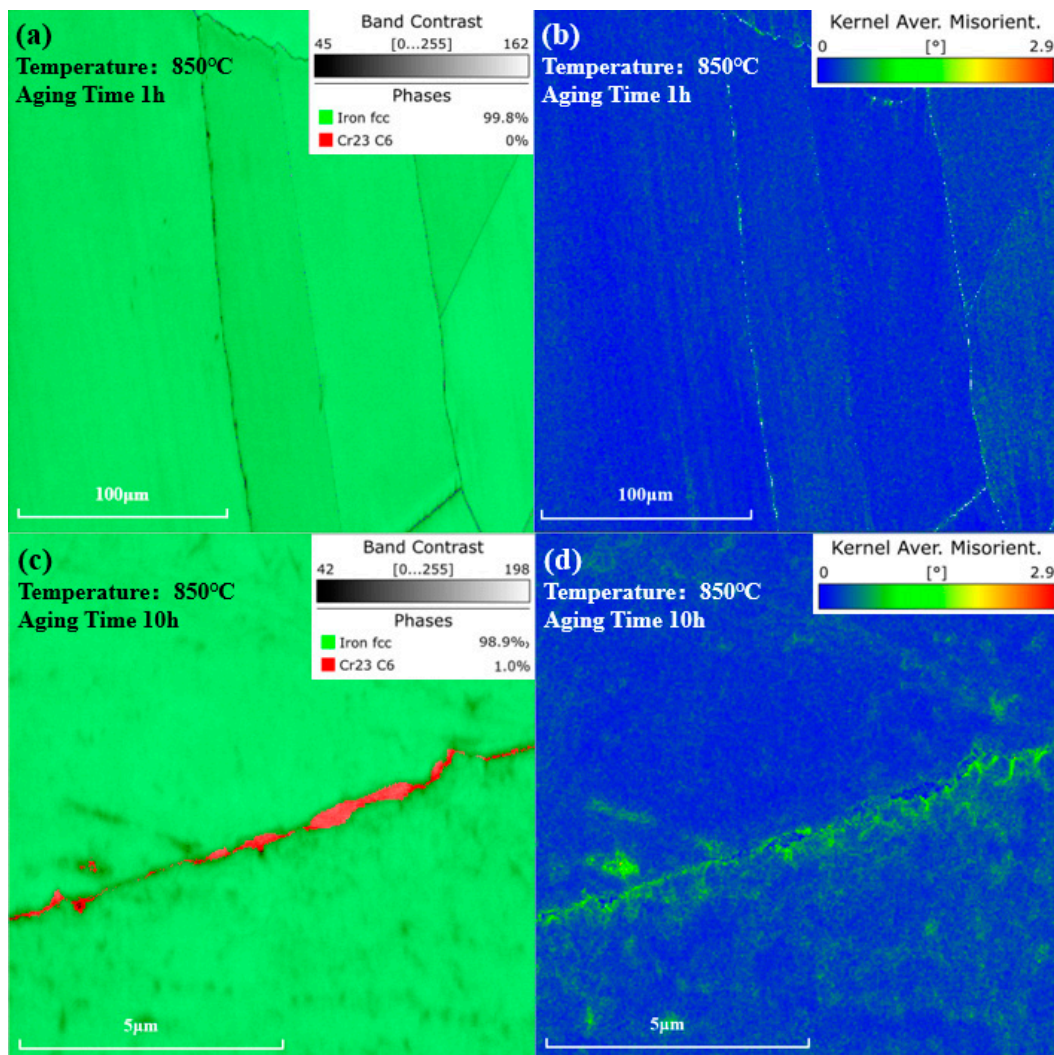 (a)
Temperature: 850℃
Aging Time 1h
Band Contrast
45 [0...255] 162
Phases
Iron fcc 99.8%
Cr23 C6 0%
100μm
(b)
Temperature: 850℃
Aging Time 1h
Kernel Aver. Misorient.
0 [°] 2.9
100μm
(c)
Temperature: 850℃
Aging Time 10h
Band Contrast
42 [0...255] 198
Phases
Iron fcc 98.9%
Cr23 C6 1.0%
5μm
(d)
Temperature: 850℃
Aging Time 10h
Kernel Aver. Misorient.
0 [°] 2.9
5μm